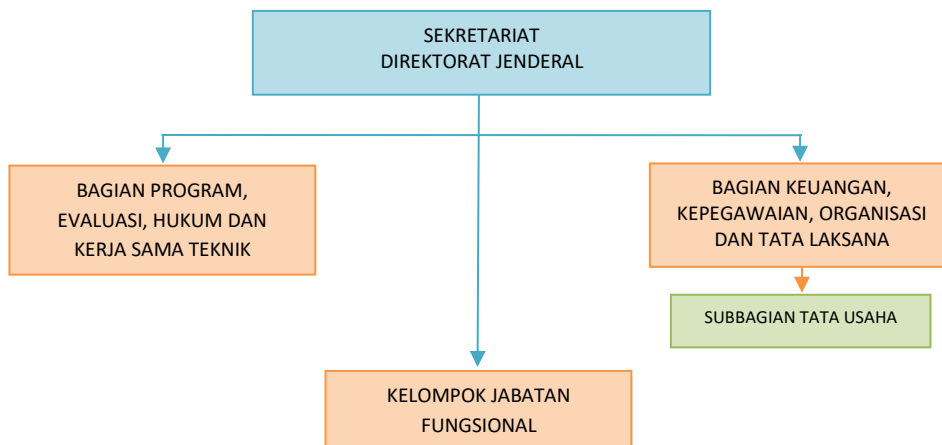 SEKRETARIAT
DIREKTORAT JENDERAL
BAGIAN PROGRAM,
EVALUASI, HUKUM DAN
KERJA SAMA TEKNIK
BAGIAN KEUANGAN,
KEPEGAWAIAN, ORGANISASI
DAN TATA LAKSANA
SUBBAGIAN TATA USAHA
KELOMPOK JABATAN
FUNGSIONAL